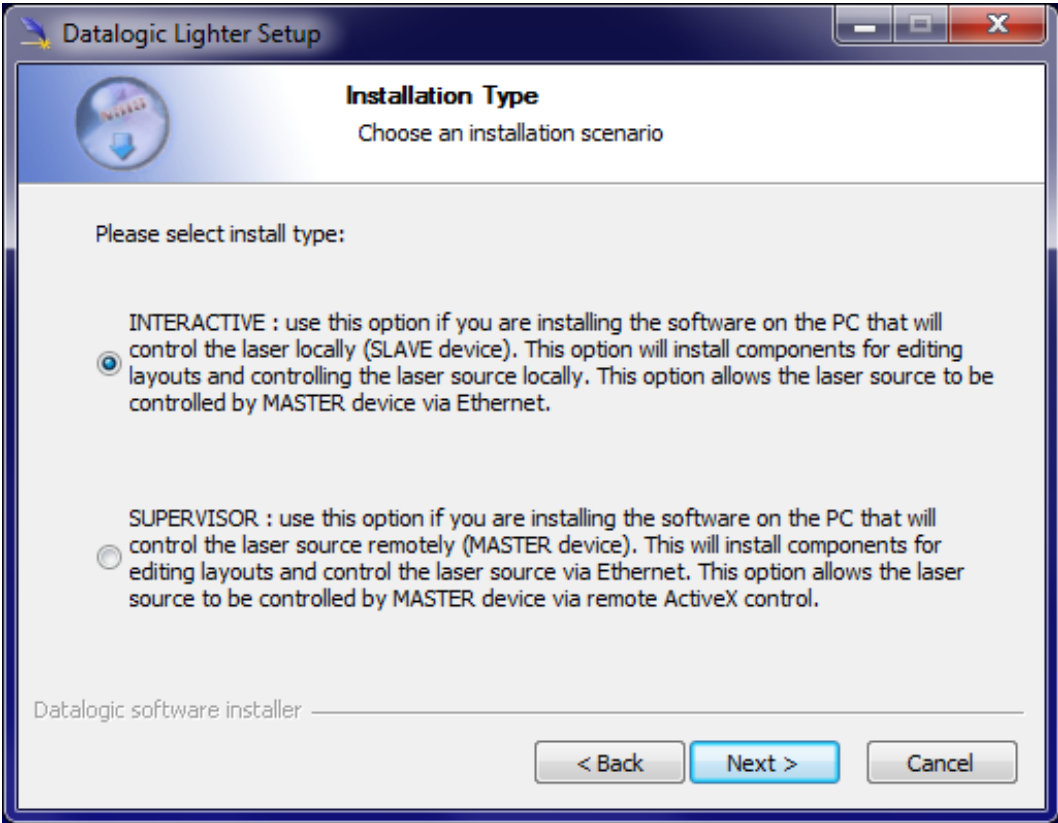 Datalogic Lighter Setup
Installation Type
Choose an installation scenario
Please select install type:
INTERACTIVE : use this option if you are installing the software on the PC that will
control the laser locally (SLAVE device). This option will install components for editing
layouts and controlling the laser source locally. This option allows the laser source to be
controlled by MASTER device via Ethernet.
SUPERVISOR : use this option if you are installing the software on the PC that will
control the laser source remotely (MASTER device). This will install components for
editing layouts and control the laser source via Ethernet. This option allows the laser
source to be controlled by MASTER device via remote ActiveX control.
Datalogic software installer
< Back
Next >
Cancel